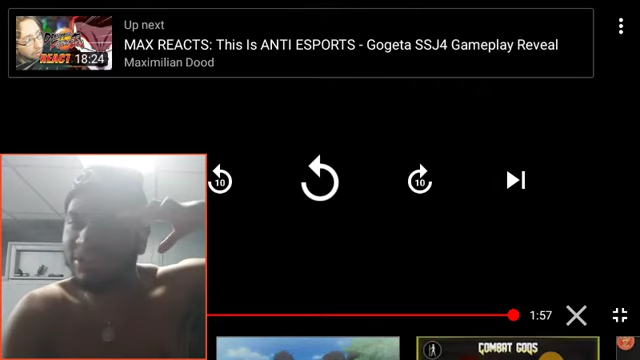 Up next
MAX REACTS: This Is ANTI ESPORTS - Gogeta SSJ4 Gameplay Reveal
Maximilian Dood
REACT
18:24
10
10
1:57
COMBAT GODS